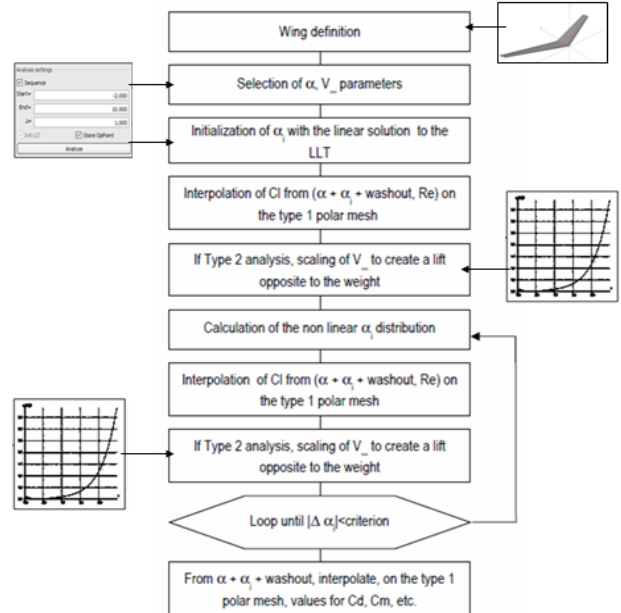 Wing definition
Analysis settings
Sequence
Start= -2.000
End= 10.000
Δ= 1.000
Init LLT Store OpPoint
Analyze
Selection of α, V∞ parameters
Initialization of αi with the linear solution to the
LLT
Interpolation of Cl from (α + αi + washout, Re) on
the type 1 polar mesh
If Type 2 analysis, scaling of V∞ to create a lift
opposite to the weight
Calculation of the non linear αi distribution
Interpolation of Cl from (α + αi + washout, Re) on
the type 1 polar mesh
If Type 2 analysis, scaling of V∞ to create a lift
opposite to the weight
Loop until |Δ αi|<criterion
From α + αi + washout, interpolate, on the type 1
polar mesh, values for Cd, Cm, etc.